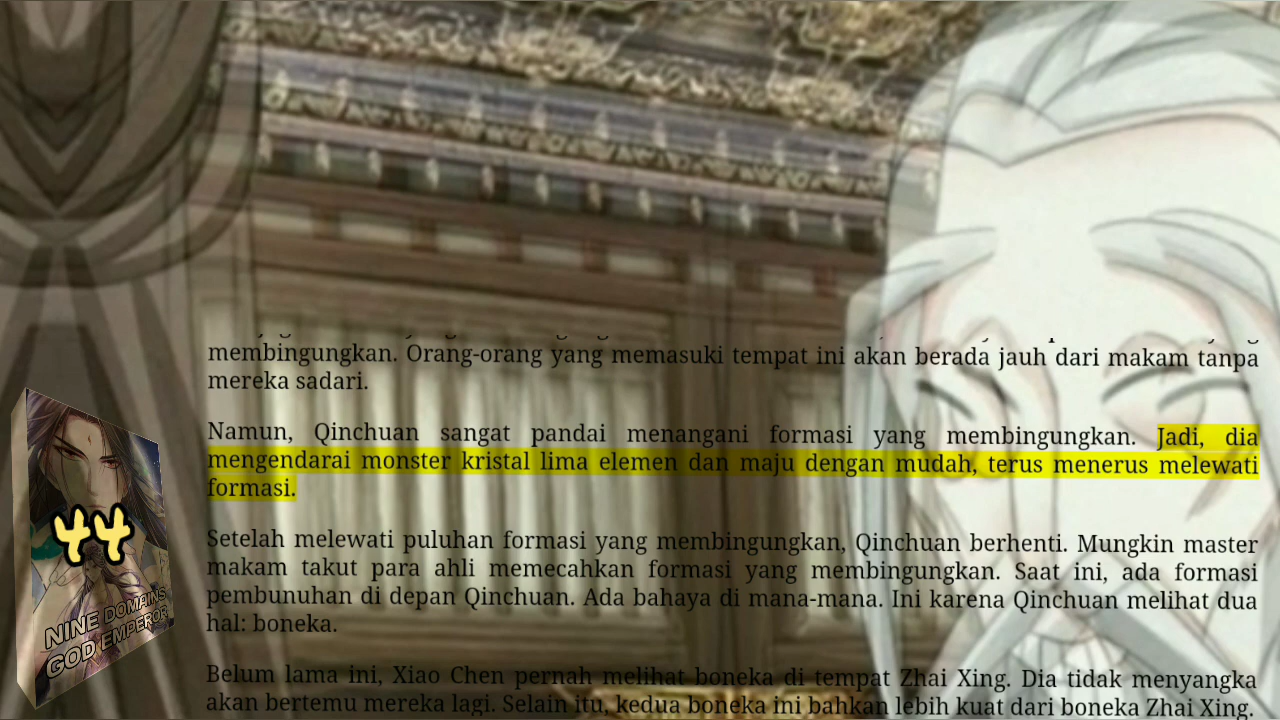 membingungkan. Orang-orang yang memasuki tempat ini akan berada jauh dari makam tanpa
mereka sadari.
Namun, Qinchuan sangat pandai menangani formasi yang membingungkan. Jadi, dia
mengendarai monster kristal lima elemen dan maju dengan mudah, terus menerus melewati
formasi.
Setelah melewati puluhan formasi yang membingungkan, Qinchuan berhenti. Mungkin master
makam takut para ahli memecahkan formasi yang membingungkan. Saat ini, ada formasi
pembunuhan di depan Qinchuan. Ada bahaya di mana-mana. Ini karena Qinchuan melihat dua
hal: boneka.
Belum lama ini, Xiao Chen pernah melihat boneka di tempat Zhai Xing. Dia tidak menyangka
akan bertemu mereka lagi. Selain itu, kedua boneka ini bahkan lebih kuat dari boneka Zhai Xing.
44
NINE DOMAINS
GOD EMPEROR